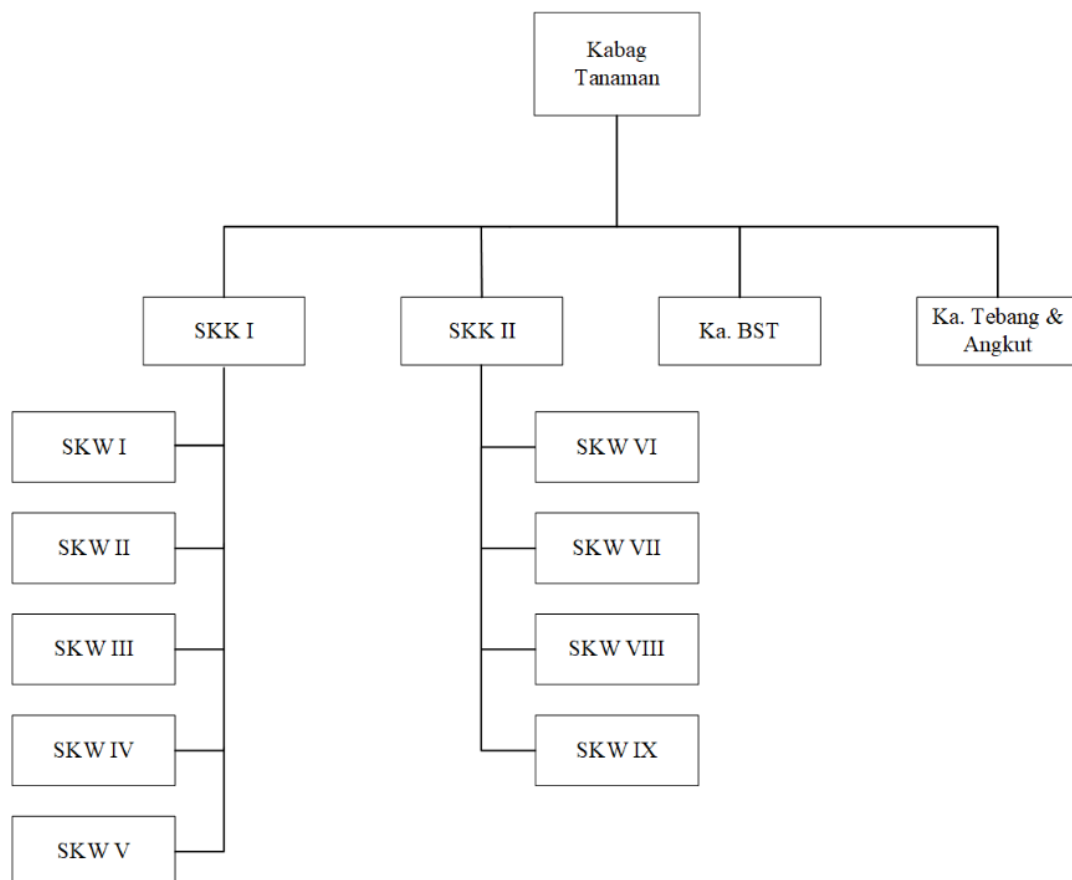 Kabag
Tanaman
SKK I
SKK II
Ka. BST
Ka. Tebang &
Angkut
SKW I
SKW VI
SKW II
SKW VII
SKW III
SKW VIII
SKW IV
SKW IX
SKW V